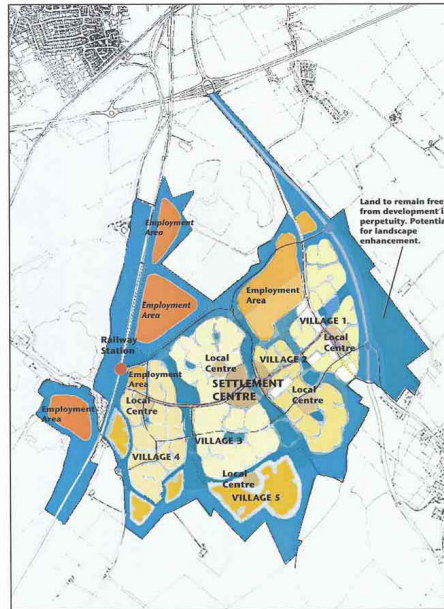 Employment
Area
Land to remain free
from development i
perpetuity. Potentia
for landscape
enhancement.
Employment
Area
Employment
Area
VILLAGE 1
Railway
Station
Local
Centre
VILLAGE 2
Local
Centre
Employment
Area
SETTLEMENT
CENTRE
Local
Centre
Local
Centre
Employment
Area
VILLAGE 3
VILLAGE 4
Local
Centre
VILLAGE 5